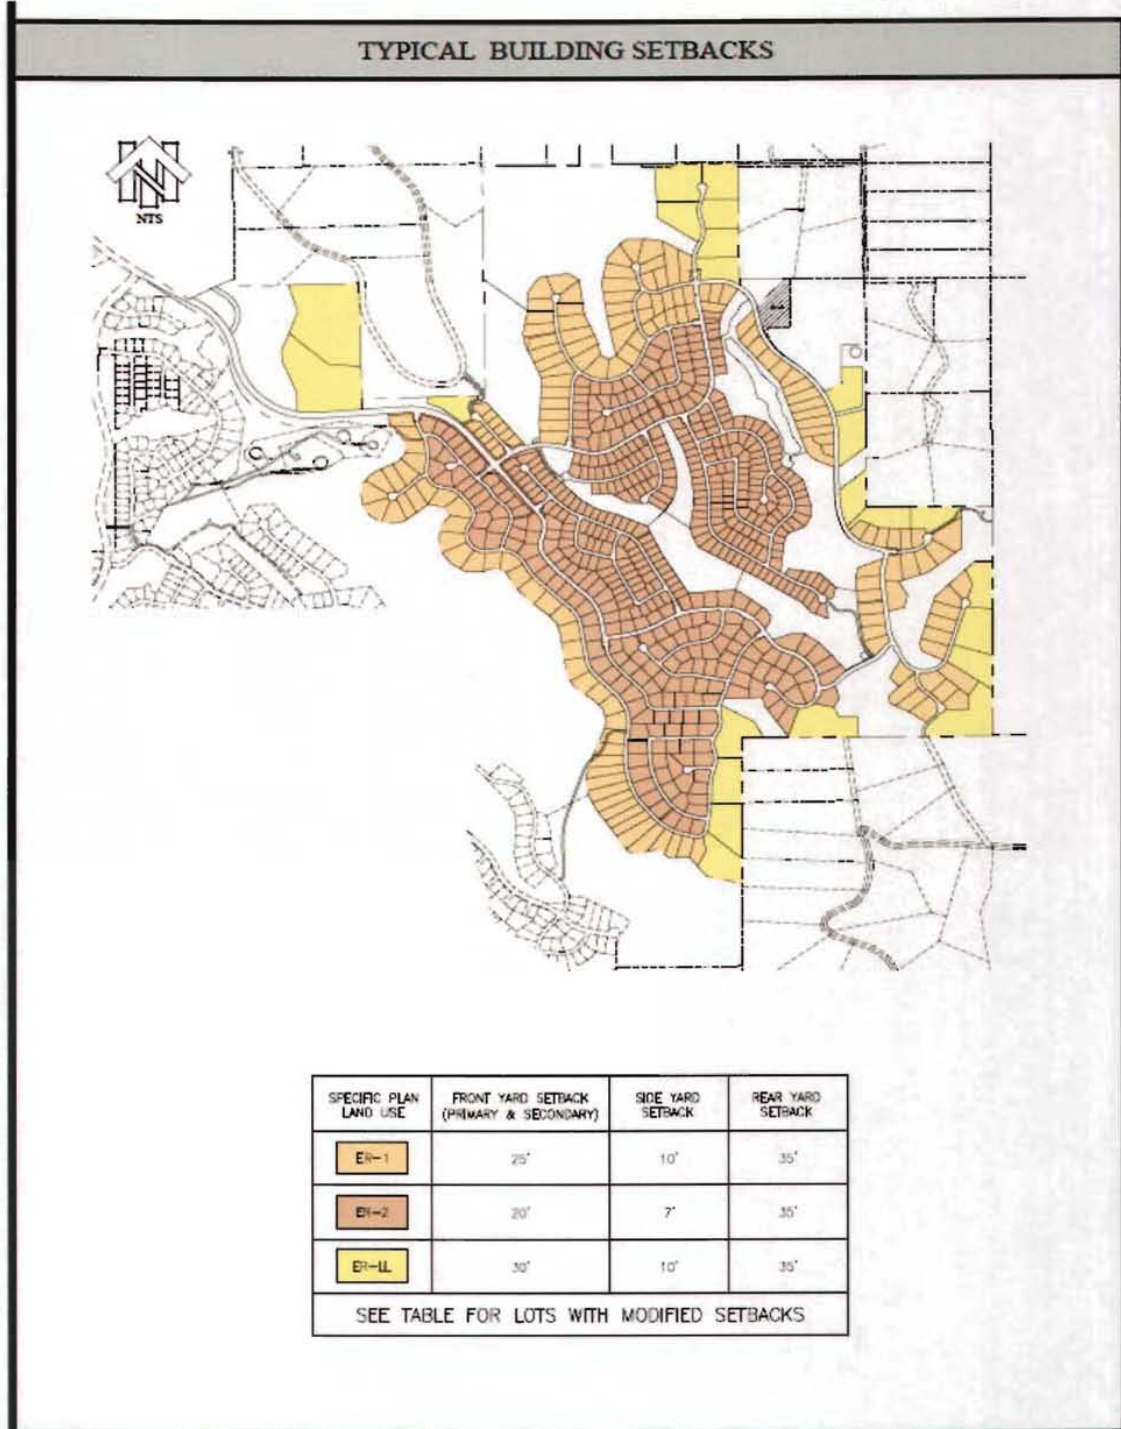 TYPICAL BUILDING SETBACKS
NTS
SPECIFIC PLAN LAND USE
FRONT YARD SETBACK (PRIMARY & SECONDARY)
SIDE YARD SETBACK
REAR YARD SETBACK
ER-1 25' 10' 35'
ER-2 20' 7' 35'
ER-LL 30' 10' 35'
SEE TABLE FOR LOTS WITH MODIFIED SETBACKS